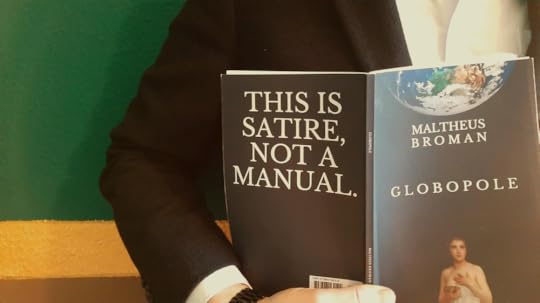 THIS IS
SATIRE,
NOT A
MANUAL.
MALTHEUS
BROMAN
GLOBOPOLE